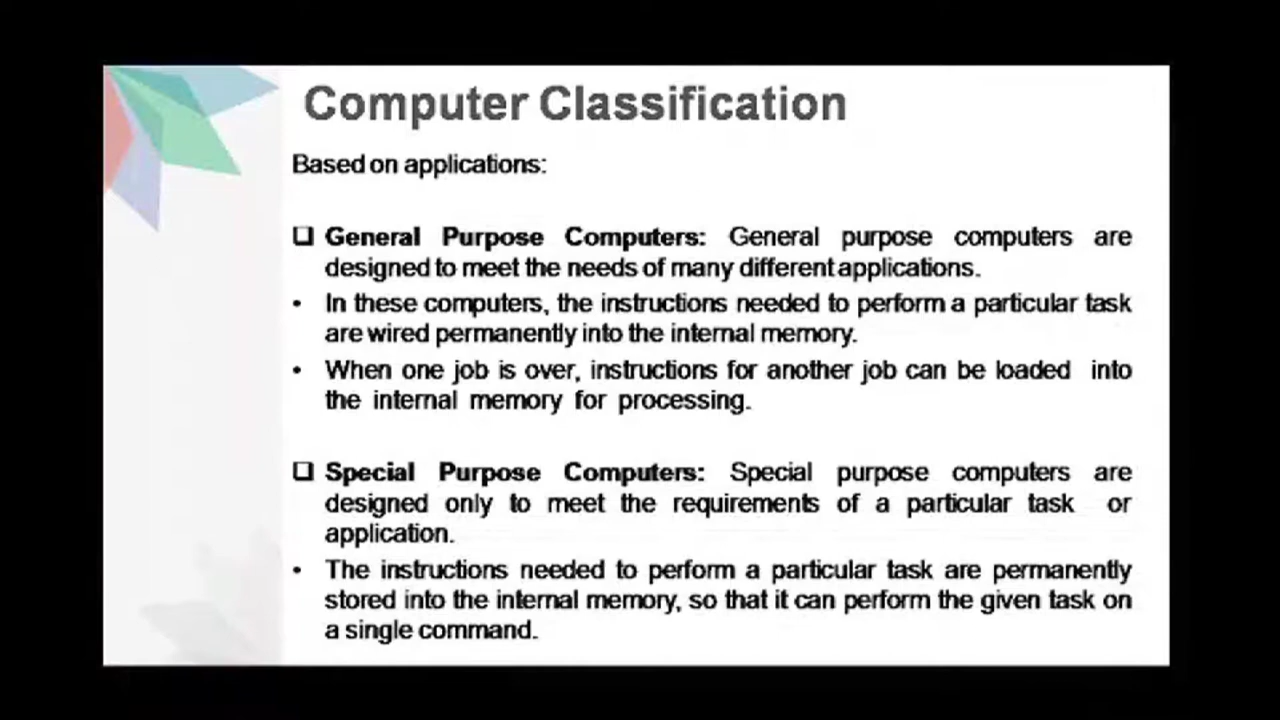 Computer Classification
Based on applications:
❑ General Purpose Computers: General purpose computers are
designed to meet the needs of many different applications.
• In these computers, the instructions needed to perform a particular task
are wired permanently into the internal memory.
• When one job is over, instructions for another job can be loaded into
the internal memory for processing.
❑ Special Purpose Computers: Special purpose computers are
designed only to meet the requirements of a particular task or
application.
• The instructions needed to perform a particular task are permanently
stored into the internal memory, so that it can perform the given task on
a single command.